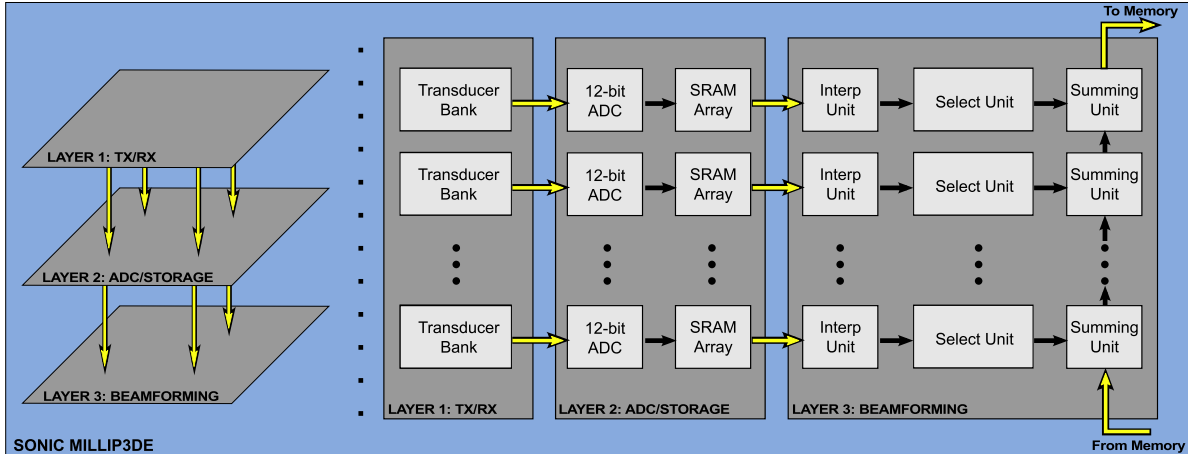 To Memory
Transducer
Bank
12-bit
ADC
SRAM
Array
Interp
Unit
Select Unit
Summing
Unit
LAYER 1: TX/RX
Transducer
Bank
12-bit
ADC
SRAM
Array
Interp
Unit
Select Unit
Summing
Unit
LAYER 2: ADC/STORAGE
Transducer
Bank
12-bit
ADC
SRAM
Array
Interp
Unit
Select Unit
Summing
Unit
LAYER 3: BEAMFORMING
LAYER 1: TX/RX
LAYER 2: ADC/STORAGE
LAYER 3: BEAMFORMING
SONIC MILLIP3DE
From Memory